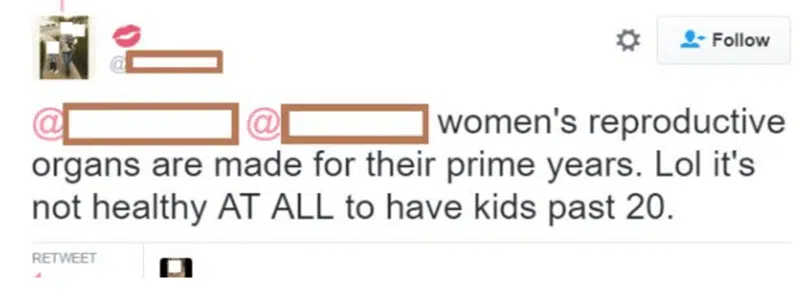 @
Follow
@ @ women's reproductive
organs are made for their prime years. Lol it's
not healthy AT ALL to have kids past 20.
RETWEET